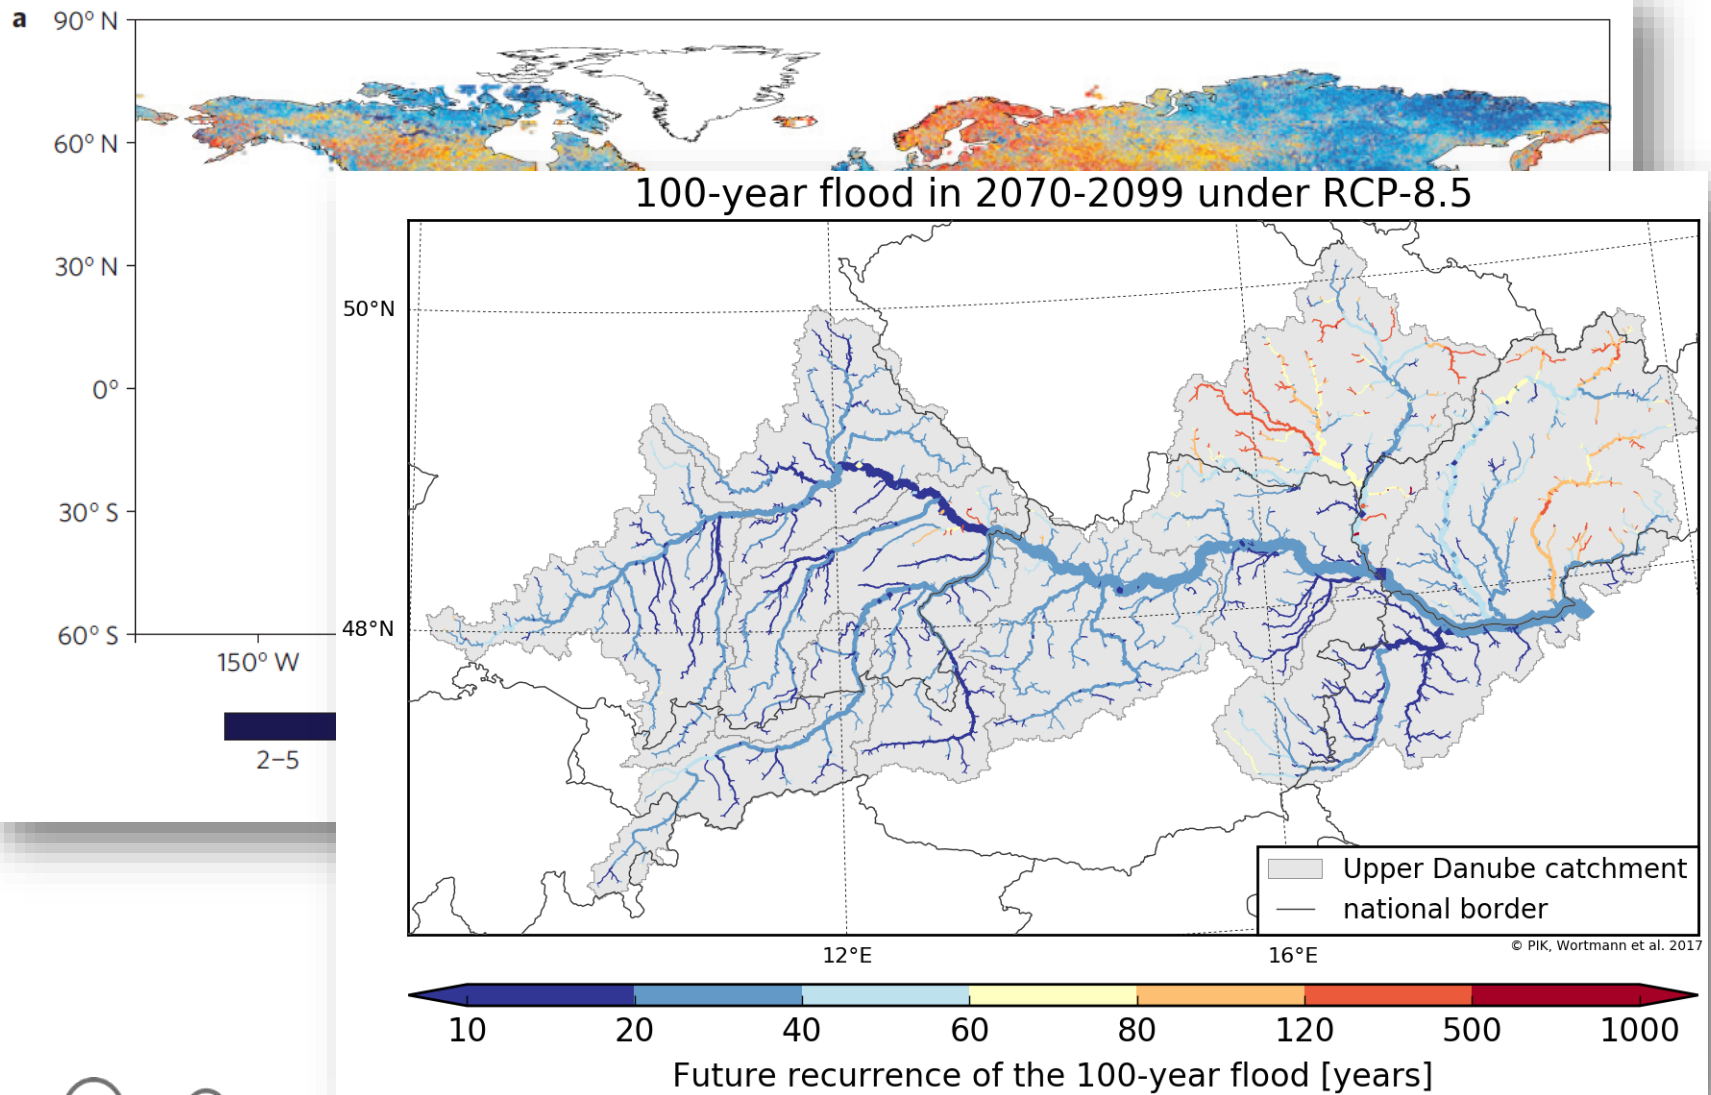 a
90° N
60° N
30° N
0°
30° S
60° S
150° W
2–5
100-year flood in 2070-2099 under RCP-8.5
50°N
48°N
12°E
16°E
Upper Danube catchment
national border
© PIK, Wortmann et al. 2017
10 20 40 60 80 120 500 1000
Future recurrence of the 100-year flood [years]